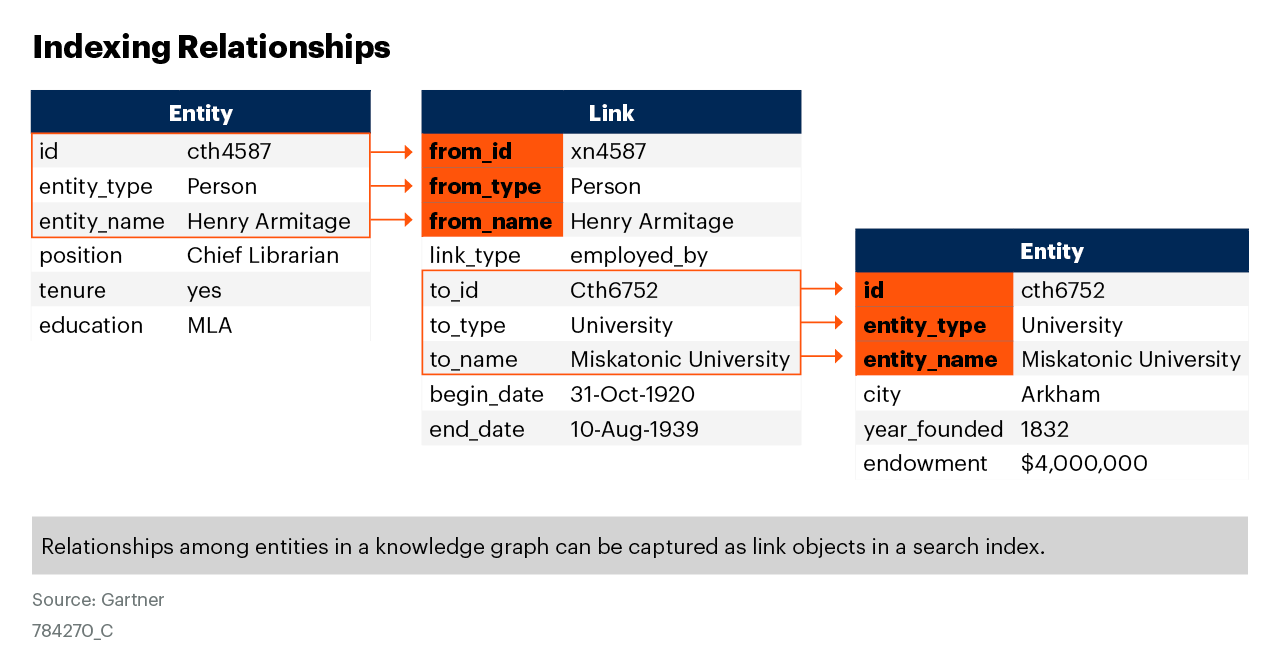 Indexing Relationships
Entity
id cth4587
entity_type Person
entity_name Henry Armitage
position Chief Librarian
tenure yes
education MLA
Link
from_id xn4587
from_type Person
from_name Henry Armitage
link_type employed_by
to_id Cth6752
to_type University
to_name Miskatonic University
begin_date 31-Oct-1920
end_date 10-Aug-1939
Entity
id cth6752
entity_type University
entity_name Miskatonic University
city Arkham
year_founded 1832
endowment $4,000,000
Relationships among entities in a knowledge graph can be captured as link objects in a search index.
Source: Gartner
784270_C